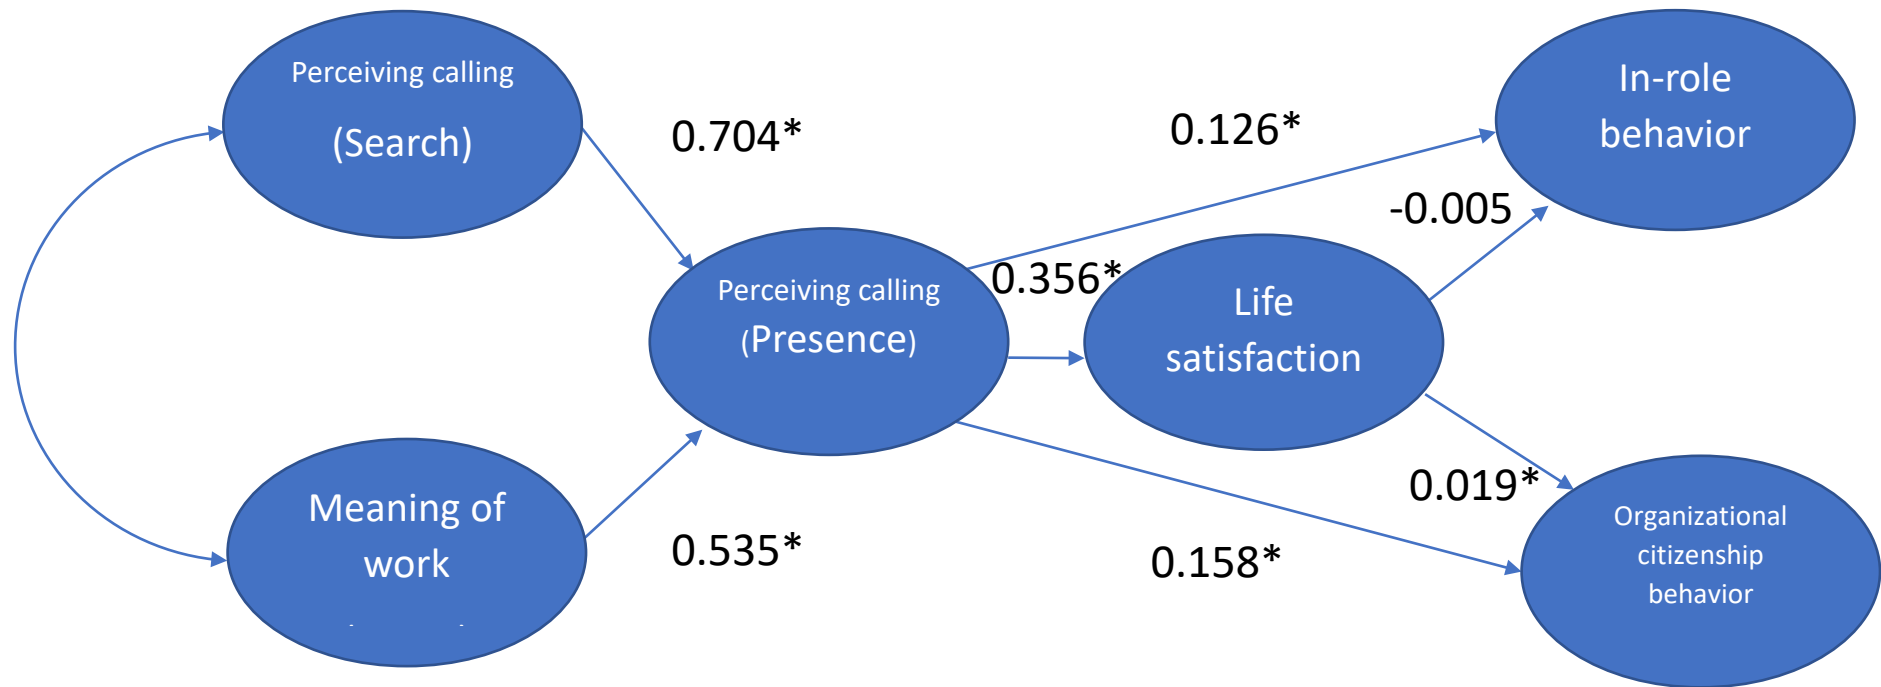 Perceiving calling
(Search)
0.704*
0.126*
In-role
behavior
-0.005
Perceiving calling
(Presence)
0.356*
Life
satisfaction
Meaning of
work
0.535*
0.019*
0.158*
Organizational
citizenship
behavior